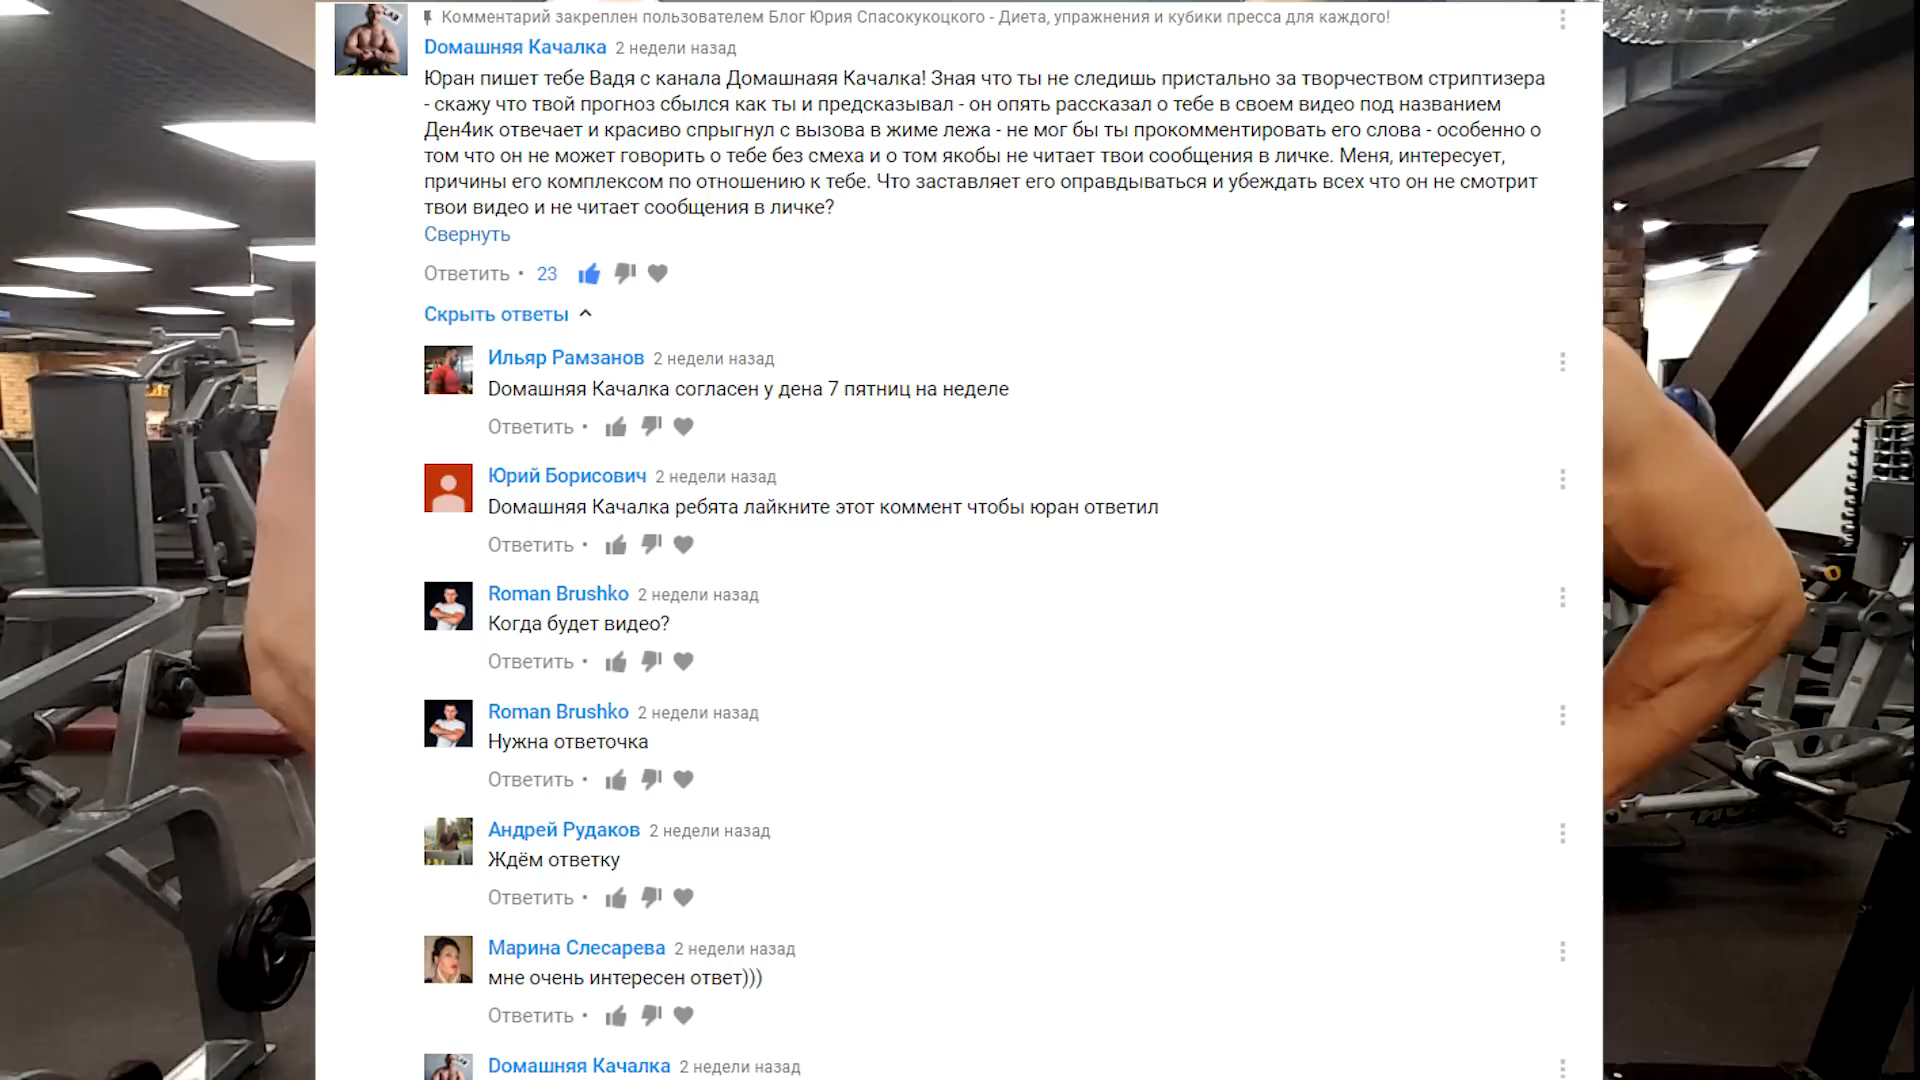 Комментарий закреплен пользователем Блог Юрия Спасокукоцкого - Диета, упражнения и кубики пресса для каждого!
Dомашняя Качалка 2 недели назад
Юран пишет тебе Вадя с канала Домашнаяя Качалка! Зная что ты не следишь пристально за творчеством стриптизера
- скажу что твой прогноз сбылся как ты и предсказывал - он опять рассказал о тебе в своем видео под названием
Ден4ик отвечает и красиво спрыгнул с вызова в жиме лежа - не мог бы ты прокомментировать его слова - особенно о
том что он не может говорить о тебе без смеха и о том якобы не читает твои сообщения в личке. Меня, интересует,
причины его комплексом по отношению к тебе. Что заставляет его оправдываться и убеждать всех что он не смотрит
твои видео и не читает сообщения в личке?
Свернуть
Ответить • 23
Скрыть ответы
Ильяр Рамзанов 2 недели назад
Dомашняя Качалка согласен у дена 7 пятниц на неделе
Ответить •
Юрий Борисович 2 недели назад
Dомашняя Качалка ребята лайкните этот коммент чтобы юран ответил
Ответить •
Roman Brushko 2 недели назад
Когда будет видео?
Ответить •
Roman Brushko 2 недели назад
Нужна ответочка
Ответить •
Андрей Рудаков 2 недели назад
Ждём ответку
Ответить •
Марина Слесарева 2 недели назад
мне очень интересен ответ)))
Ответить •
Dомашняя Качалка 2 недели назад